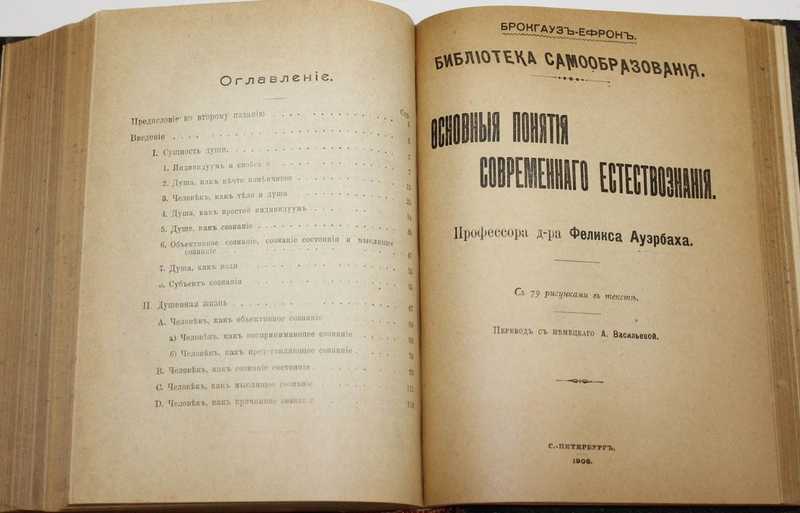 Оглавленіе.
Стр.
Предисловіе ко второму изданію
Введеніе
I. Сущность души.
1. Индивидуумъ и
2. Душа, какъ нѣчто измѣнчивое
3. Человѣкъ, какъ тѣло и душа
4. Душа, какъ простой индивидуумъ
5. Душа, какъ сознаніе
6. Объективное сознаніе, сознаніе состоянія и мыслящее
сознаніе
7. Душа, какъ воля
8. Субъектъ сознанія
II. Душевная жизнь
A. Человѣкъ, какъ объективное сознаніе
а) Человѣкъ, какъ воспринимающее сознаніе
б) Человѣкъ, какъ представляющее сознаніе
B. Человѣкъ, какъ сознаніе состоянія
C. Человѣкъ, какъ мыслящее сознаніе
D. Человѣкъ, какъ причинное сознаніе
БРОКГАУЗЪ-ЕФРОНЪ.
БИБЛІОТЕКА САМООБРАЗОВАНІЯ.
ОСНОВНЫЯ ПОНЯТІЯ
СОВРЕМЕННАГО ЕСТЕСТВОЗНАНІЯ.
Профессора д-ра Феликса Ауэрбаха.
Съ 79 рисунками въ текстѣ.
Переводъ съ нѣмецкаго А. Васильевой.
С.-ПЕТЕРБУРГЪ.
1908.